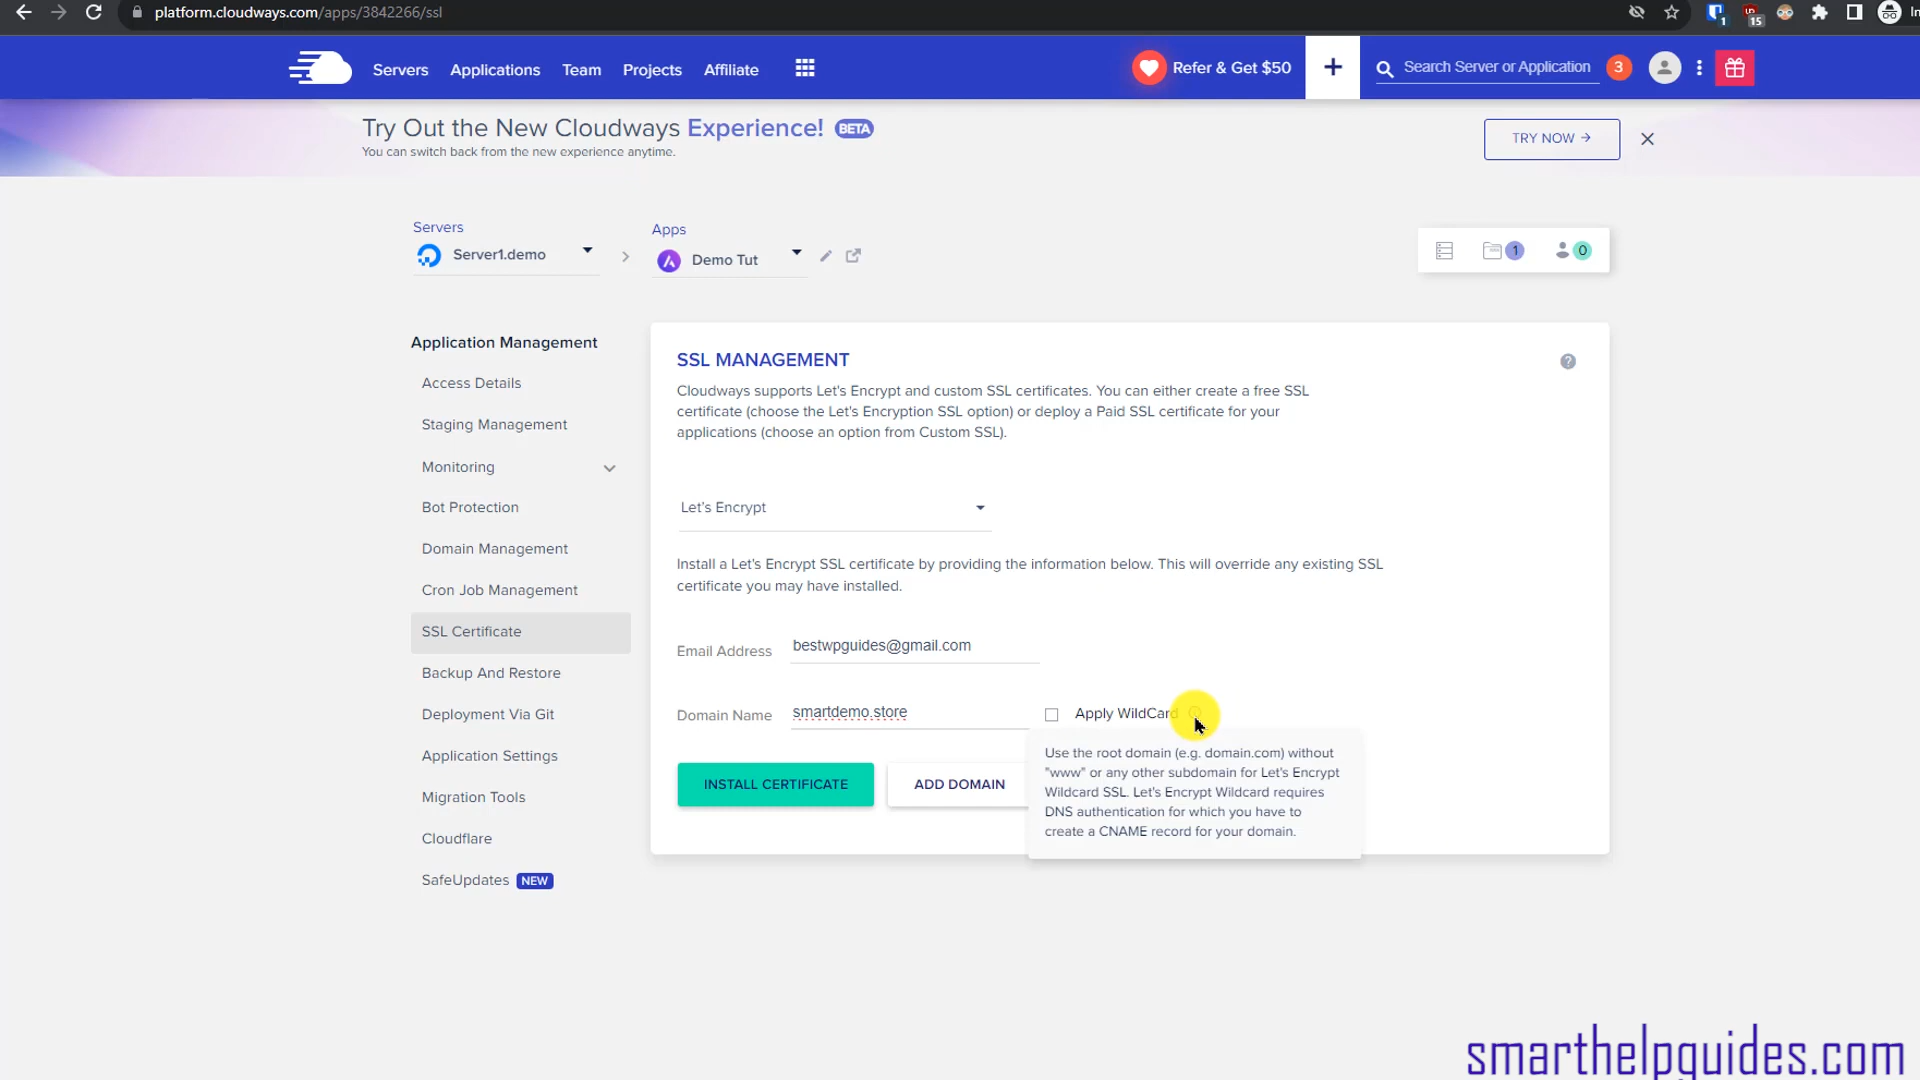 platform.cloudways.com/apps/3842266/ssl
1
15
Servers
Applications
Team
Projects
Affiliate
Refer & Get $50
+
Search Server or Application
3
Try Out the New Cloudways Experience! BETA
You can switch back from the new experience anytime.
TRY NOW →
Servers
Server1.demo
Apps
Demo Tut
1
0
Application Management
Access Details
Staging Management
Monitoring
Bot Protection
Domain Management
Cron Job Management
SSL Certificate
Backup And Restore
Deployment Via Git
Application Settings
Migration Tools
Cloudflare
SafeUpdates NEW
SSL MANAGEMENT
?
Cloudways supports Let's Encrypt and custom SSL certificates. You can either create a free SSL
certificate (choose the Let's Encryption SSL option) or deploy a Paid SSL certificate for your
applications (choose an option from Custom SSL).
Let's Encrypt
Install a Let's Encrypt SSL certificate by providing the information below. This will override any existing SSL
certificate you may have installed.
Email Address bestwpguides@gmail.com
Domain Name smartdemo.store
Apply WildCard
INSTALL CERTIFICATE
ADD DOMAIN
Use the root domain (e.g. domain.com) without
"www" or any other subdomain for Let's Encrypt
Wildcard SSL. Let's Encrypt Wildcard requires
DNS authentication for which you have to
create a CNAME record for your domain.
smarthelpguides.com